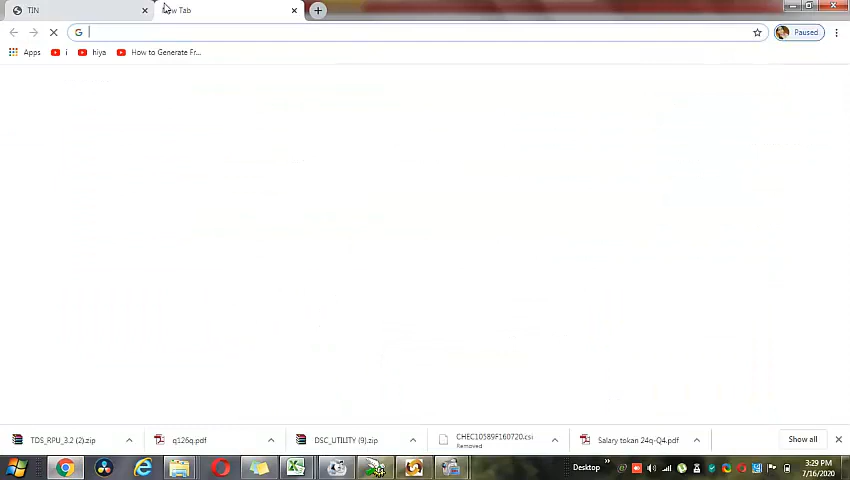 TIN
New Tab
Paused
Apps
i
hiya
How to Generate Fr...
TDS_RPU_3.2 (2).zip
q126q.pdf
DSC_UTILITY (9).zip
CHEC10589F160720.csi
Removed
Salary tokan 24q-Q4.pdf
Show all
Desktop
3:29 PM
7/16/2020